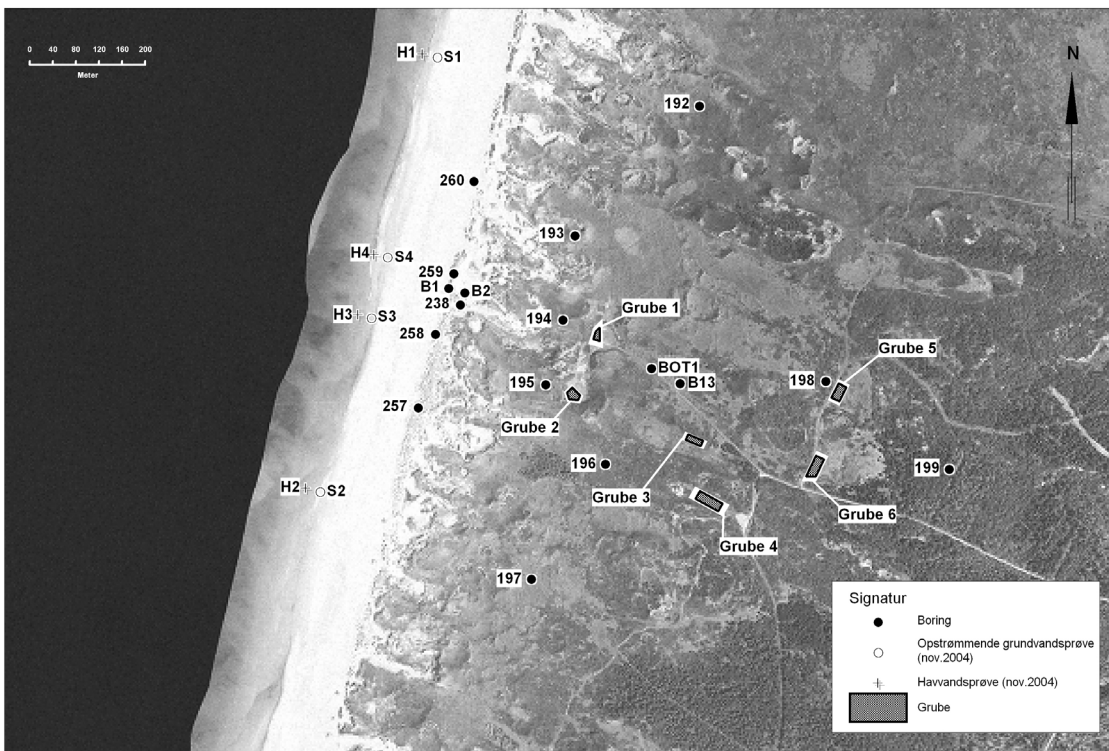 0 40 80 120 160 200
Meter
N
H1 S1
192
260
193
H4 S4
259
B1 B2
238
H3 S3
194
Grube 1
258
BOT1
Grube 5
195
B13
198
257
Grube 2
196
199
H2 S2
Grube 3
Grube 6
Grube 4
197
Signatur
Boring
Opstrømmende grundvandsprøve
(nov.2004)
Havvandsprøve (nov.2004)
Grube